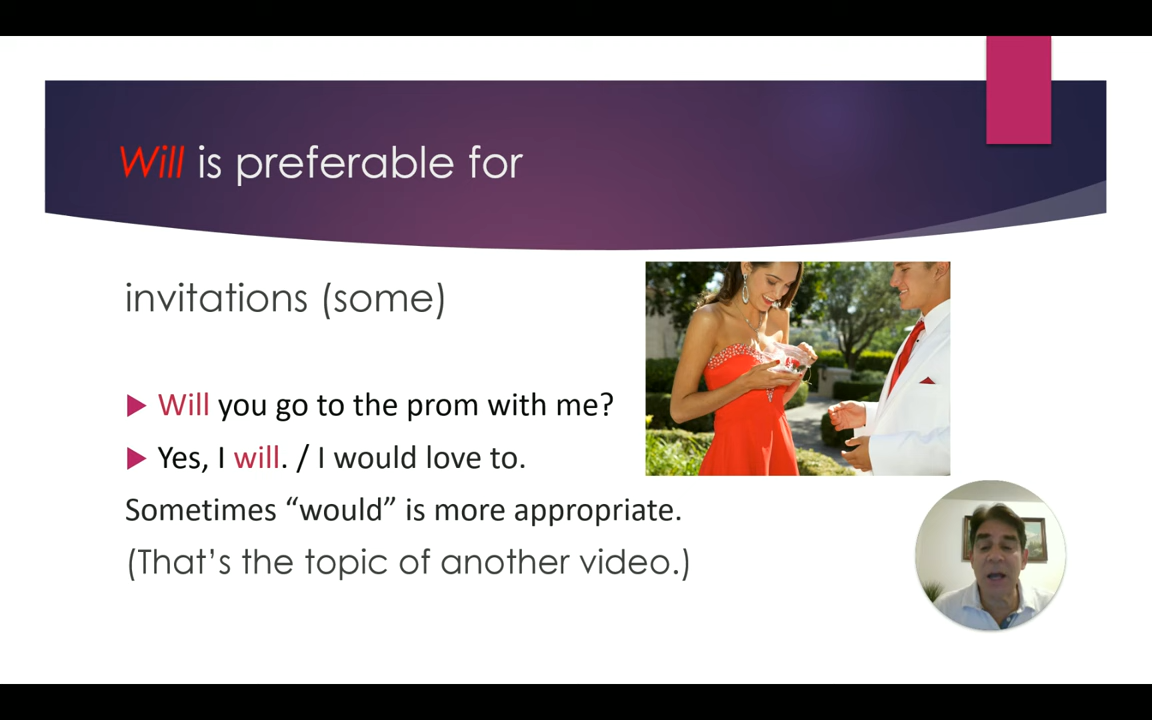 Will is preferable for
invitations (some)
Will you go to the prom with me?
Yes, I will. / I would love to.
Sometimes “would” is more appropriate.
(That’s the topic of another video.)